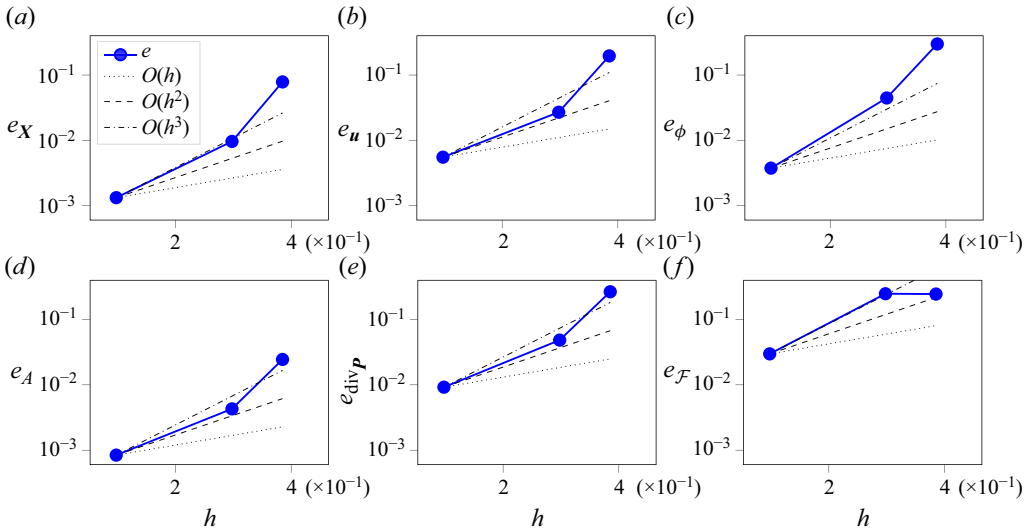 (a) (b) (c)
e
O(h)
O(h²)
O(h³)
10⁻¹ 10⁻¹ 10⁻¹
e_X 10⁻² e_u 10⁻² e_ϕ 10⁻²
10⁻³ 10⁻³ 10⁻³
2 4 (×10⁻¹) 2 4 (×10⁻¹) 2 4 (×10⁻¹)
(d) (e) (f)
10⁻¹ 10⁻¹ 10⁻¹
e_A 10⁻² e_div P 10⁻² e_ℱ 10⁻²
10⁻³ 10⁻³ 10⁻³
2 4 (×10⁻¹) 2 4 (×10⁻¹) 2 4 (×10⁻¹)
h h h